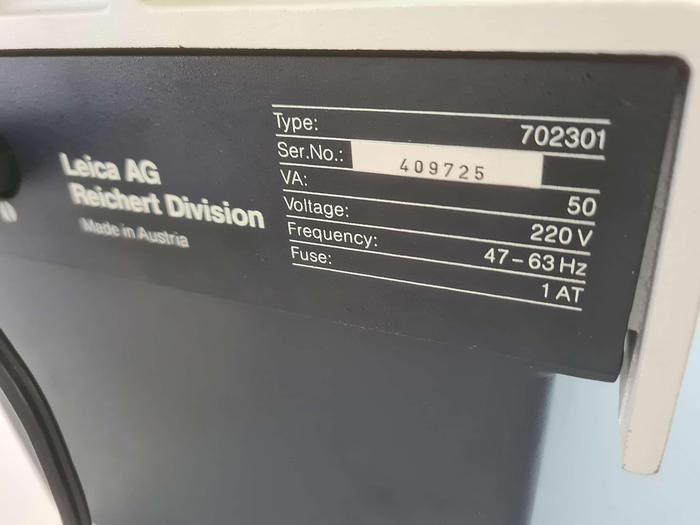 Leica AG
Reichert Division
Made in Austria
Type: 702301
Ser.No.: 409725
VA: 50
Voltage: 220 V
Frequency: 47-63 Hz
Fuse: 1 AT